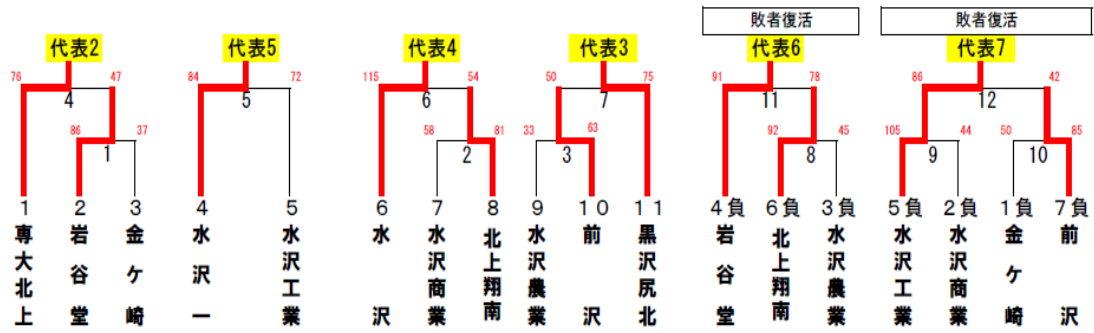 敗者復活 敗者復活
代表2 代表5 代表4 代表3 代表6 代表7
76 47 84 72 115 54 50 75 91 78 86 42
4 5 6 7 11 12
86 37 58 81 33 63 92 45 105 44 50 85
1 2 3 8 9 10
1 2 3 4 5 6 7 8 9 10 11 4負 6負 3負 5負 2負 1負 7負
専大北上 岩谷堂 金ケ崎 水沢一 水沢工業 水沢 水沢商業 北上翔南 水沢農業 前沢 黒沢尻北 岩谷堂 北上翔南 水沢農業 水沢工業 水沢商業 金ケ崎 前沢